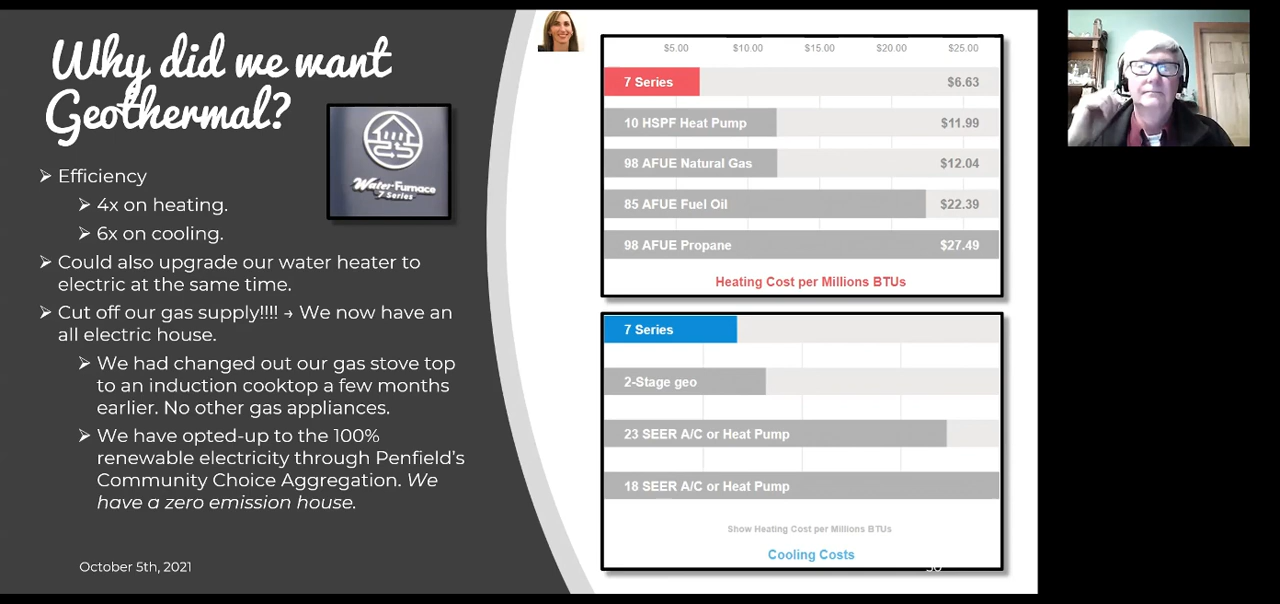 Why did we want
Geothermal?
Water Furnace
7 Series
➢ Efficiency
➢ 4x on heating.
➢ 6x on cooling.
➢ Could also upgrade our water heater to
electric at the same time.
➢ Cut off our gas supply!!!! → We now have an
all electric house.
➢ We had changed out our gas stove top
to an induction cooktop a few months
earlier. No other gas appliances.
➢ We have opted-up to the 100%
renewable electricity through Penfield's
Community Choice Aggregation. We
have a zero emission house.
October 5th, 2021
$5.00 $10.00 $15.00 $20.00 $25.00
7 Series $6.63
10 HSPF Heat Pump $11.99
98 AFUE Natural Gas $12.04
85 AFUE Fuel Oil $22.39
98 AFUE Propane $27.49
Heating Cost per Millions BTUs
7 Series
2-Stage geo
23 SEER A/C or Heat Pump
18 SEER A/C or Heat Pump
Show Heating Cost per Millions BTUs
Cooling Costs